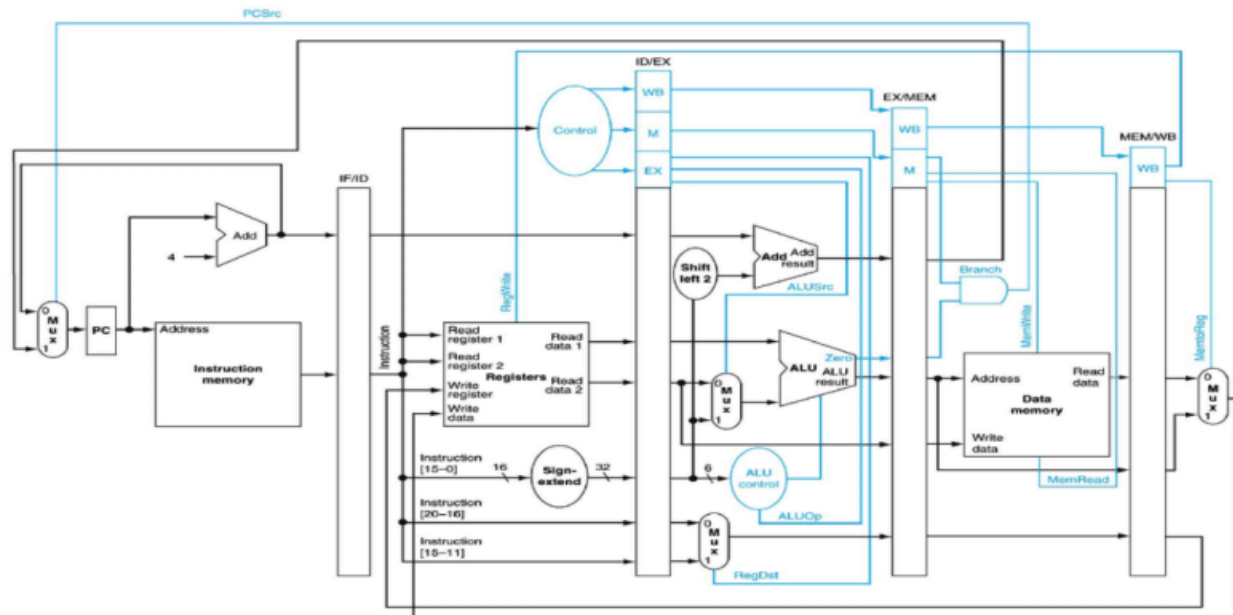 PCSrc
ID/EX
WB
EX/MEM
Control
M
WB
MEM/WB
EX
M
WB
IF/ID
Add
4
Add
Add
result
Shift
left 2
Branch
ALUSrc
RegWrite
MemWrite
MemtoReg
0
M
u
x
1
PC
Address
Instruction
memory
Instruction
Read
register 1
Read
data 1
Read
register 2
Registers
Read
data 2
Write
register
Write
data
0
M
u
x
1
Zero
ALU
ALU
result
Address
Read
data
Data
memory
Write
data
0
M
u
x
1
Instruction
[15–0]
16
Sign-
extend
32
6
ALU
control
MemRead
Instruction
[20–16]
ALUOp
0
M
u
x
1
Instruction
[15–11]
RegDst